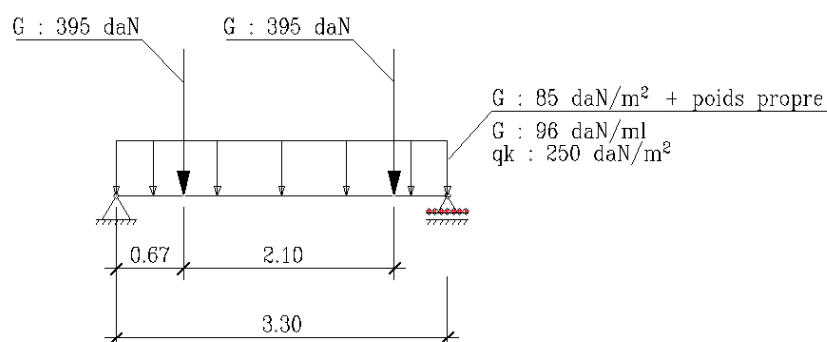 G : 395 daN
G : 395 daN
G : 85 daN/m² + poids propre
G : 96 daN/ml
qk : 250 daN/m²
0.67
2.10
3.30